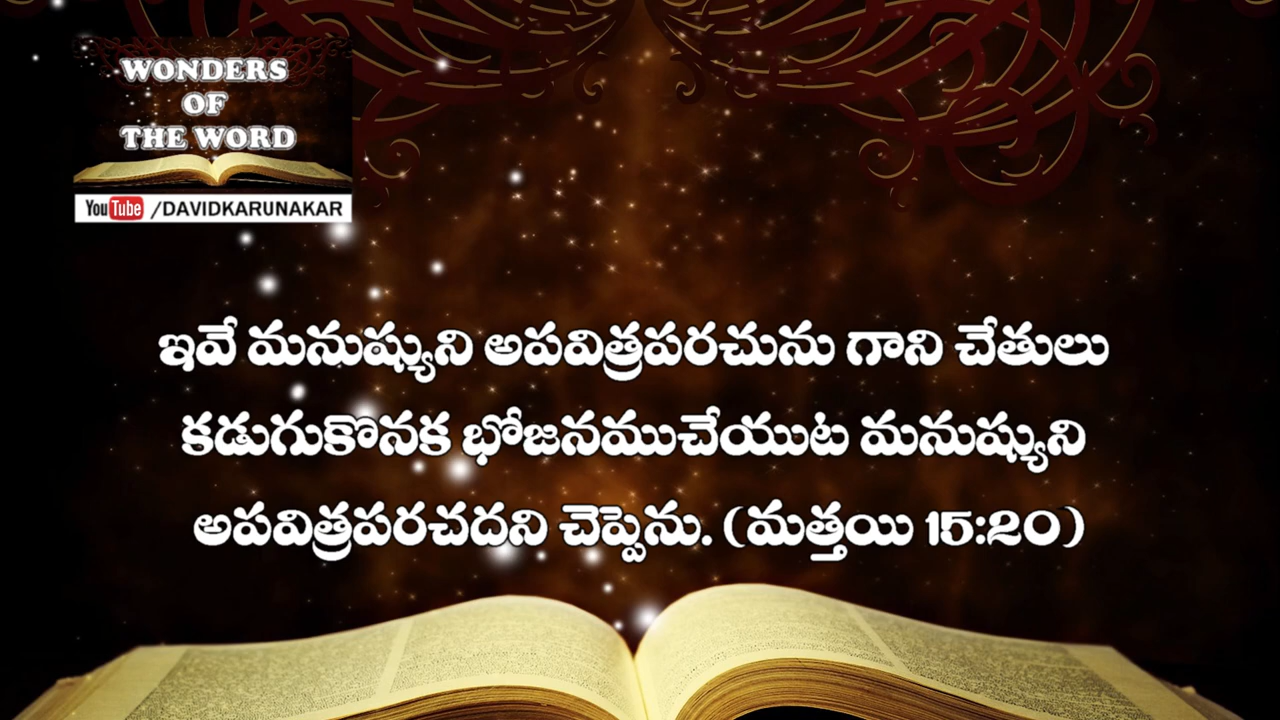 WONDERS
OF
THE WORD
YouTube /DAVIDKARUNAKAR
ఇవే మనుష్యుని అపవిత్రపరచును గాని చేతులు
కడుగుకొనక భోజనముచేయుట మనుష్యుని
అపవిత్రపరచదని చెప్పెను. (మత్తయి 15:20)